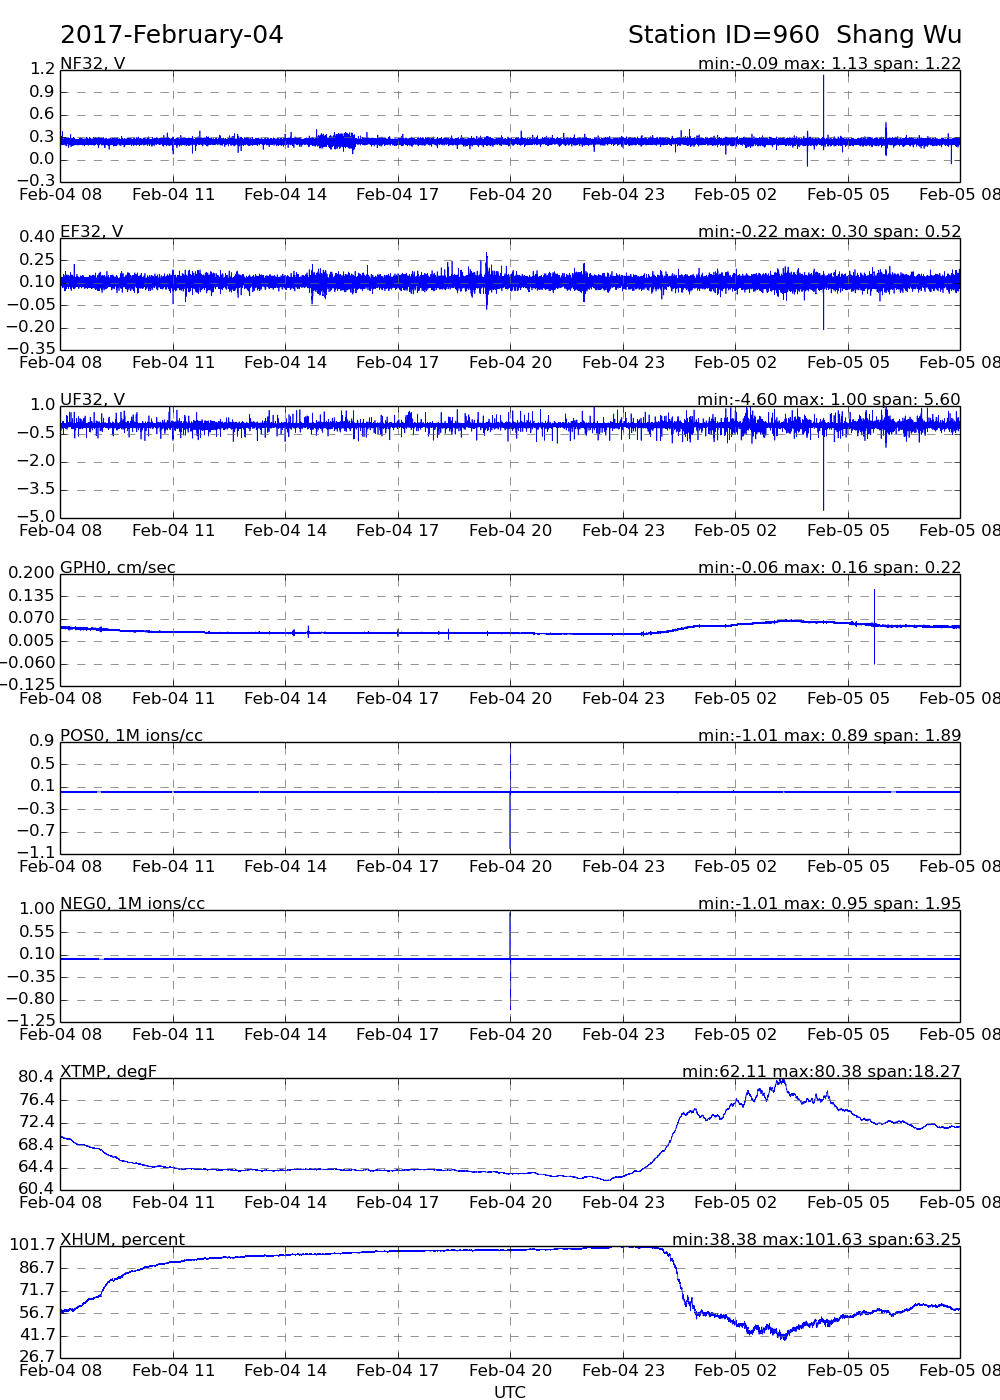 2017-February-04 Station ID=960 Shang Wu
NF32, V min:-0.09 max: 1.13 span: 1.22
1.2
0.9
0.6
0.3
0.0
−0.3
Feb-04 08 Feb-04 11 Feb-04 14 Feb-04 17 Feb-04 20 Feb-04 23 Feb-05 02 Feb-05 05 Feb-05 08
EF32, V min:-0.22 max: 0.30 span: 0.52
0.40
0.25
0.10
−0.05
−0.20
−0.35
Feb-04 08 Feb-04 11 Feb-04 14 Feb-04 17 Feb-04 20 Feb-04 23 Feb-05 02 Feb-05 05 Feb-05 08
UF32, V min:-4.60 max: 1.00 span: 5.60
1.0
−0.5
−2.0
−3.5
−5.0
Feb-04 08 Feb-04 11 Feb-04 14 Feb-04 17 Feb-04 20 Feb-04 23 Feb-05 02 Feb-05 05 Feb-05 08
GPH0, cm/sec min:-0.06 max: 0.16 span: 0.22
0.200
0.135
0.070
0.005
−0.060
−0.125
Feb-04 08 Feb-04 11 Feb-04 14 Feb-04 17 Feb-04 20 Feb-04 23 Feb-05 02 Feb-05 05 Feb-05 08
POS0, 1M ions/cc min:-1.01 max: 0.89 span: 1.89
0.9
0.5
0.1
−0.3
−0.7
−1.1
Feb-04 08 Feb-04 11 Feb-04 14 Feb-04 17 Feb-04 20 Feb-04 23 Feb-05 02 Feb-05 05 Feb-05 08
NEG0, 1M ions/cc min:-1.01 max: 0.95 span: 1.95
1.00
0.55
0.10
−0.35
−0.80
−1.25
Feb-04 08 Feb-04 11 Feb-04 14 Feb-04 17 Feb-04 20 Feb-04 23 Feb-05 02 Feb-05 05 Feb-05 08
XTMP, degF min:62.11 max:80.38 span:18.27
80.4
76.4
72.4
68.4
64.4
60.4
Feb-04 08 Feb-04 11 Feb-04 14 Feb-04 17 Feb-04 20 Feb-04 23 Feb-05 02 Feb-05 05 Feb-05 08
XHUM, percent min:38.38 max:101.63 span:63.25
101.7
86.7
71.7
56.7
41.7
26.7
Feb-04 08 Feb-04 11 Feb-04 14 Feb-04 17 Feb-04 20 Feb-04 23 Feb-05 02 Feb-05 05 Feb-05 08
UTC